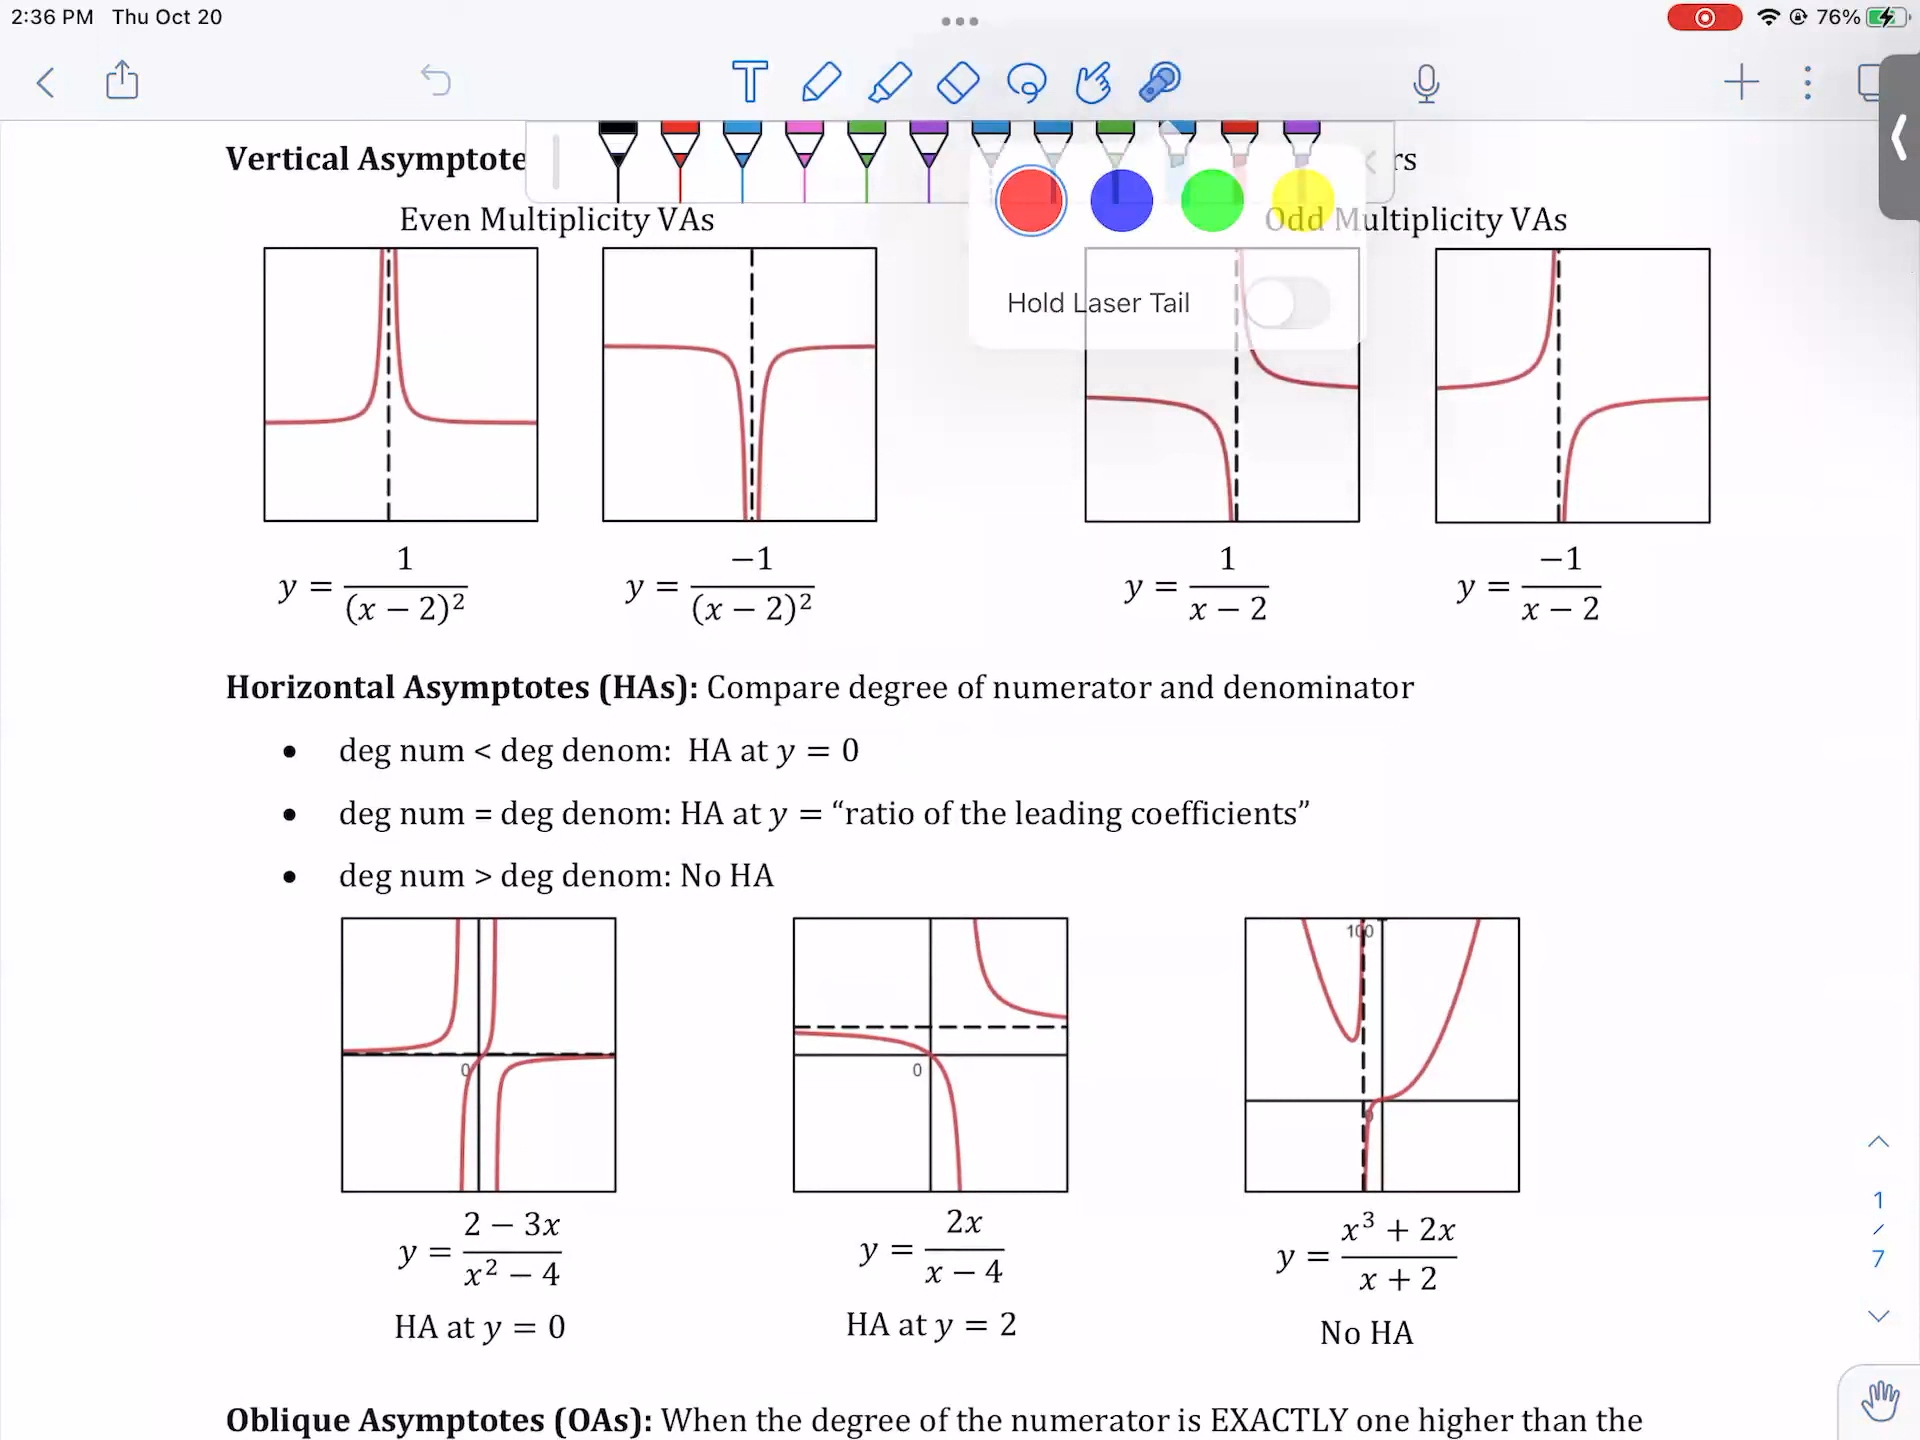 2:36 PM Thu Oct 20
76%
Vertical Asymptote
rs
Even Multiplicity VAs
Odd Multiplicity VAs
Hold Laser Tail
y = 1 / (x − 2)²
y = −1 / (x − 2)²
y = 1 / x − 2
y = −1 / x − 2
Horizontal Asymptotes (HAs): Compare degree of numerator and denominator
• deg num < deg denom: HA at y = 0
• deg num = deg denom: HA at y = “ratio of the leading coefficients”
• deg num > deg denom: No HA
0
0
100
0
y = 2 − 3x / x² − 4
y = 2x / x − 4
y = x³ + 2x / x + 2
HA at y = 0
HA at y = 2
No HA
1 / 7
Oblique Asymptotes (OAs): When the degree of the numerator is EXACTLY one higher than the